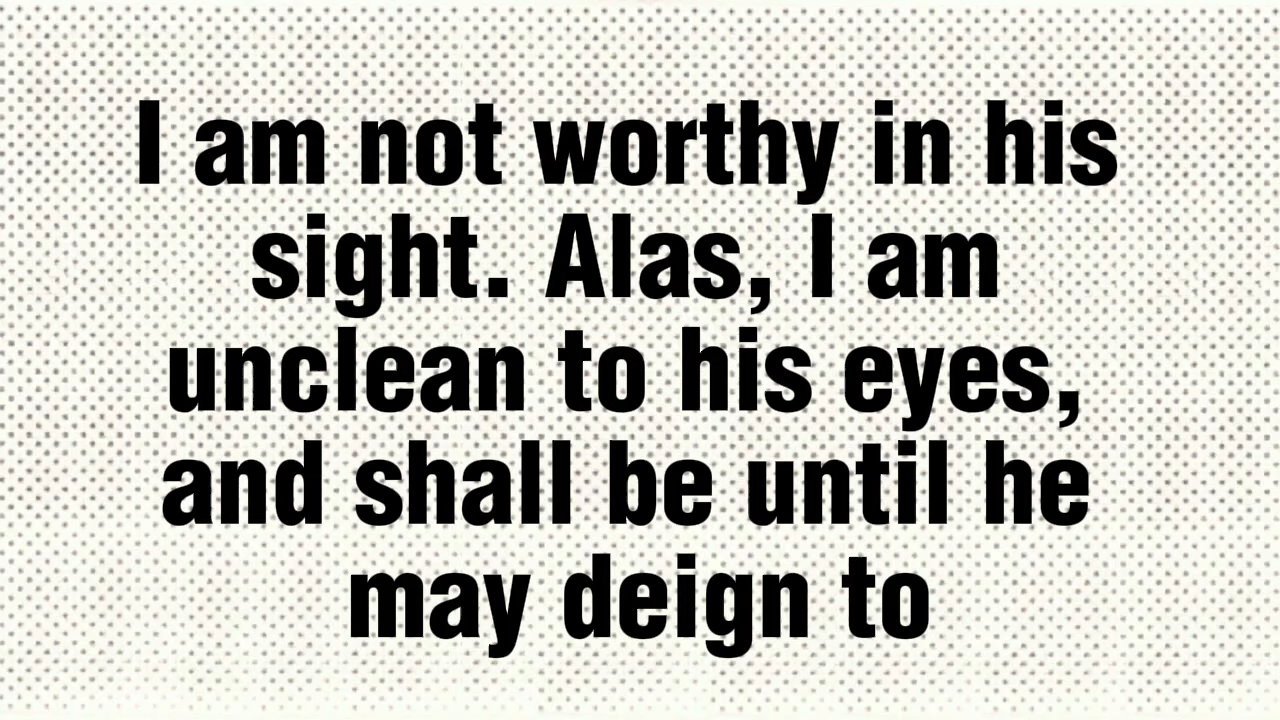 I am not worthy in his
sight. Alas, I am
unclean to his eyes,
and shall be until he
may deign to